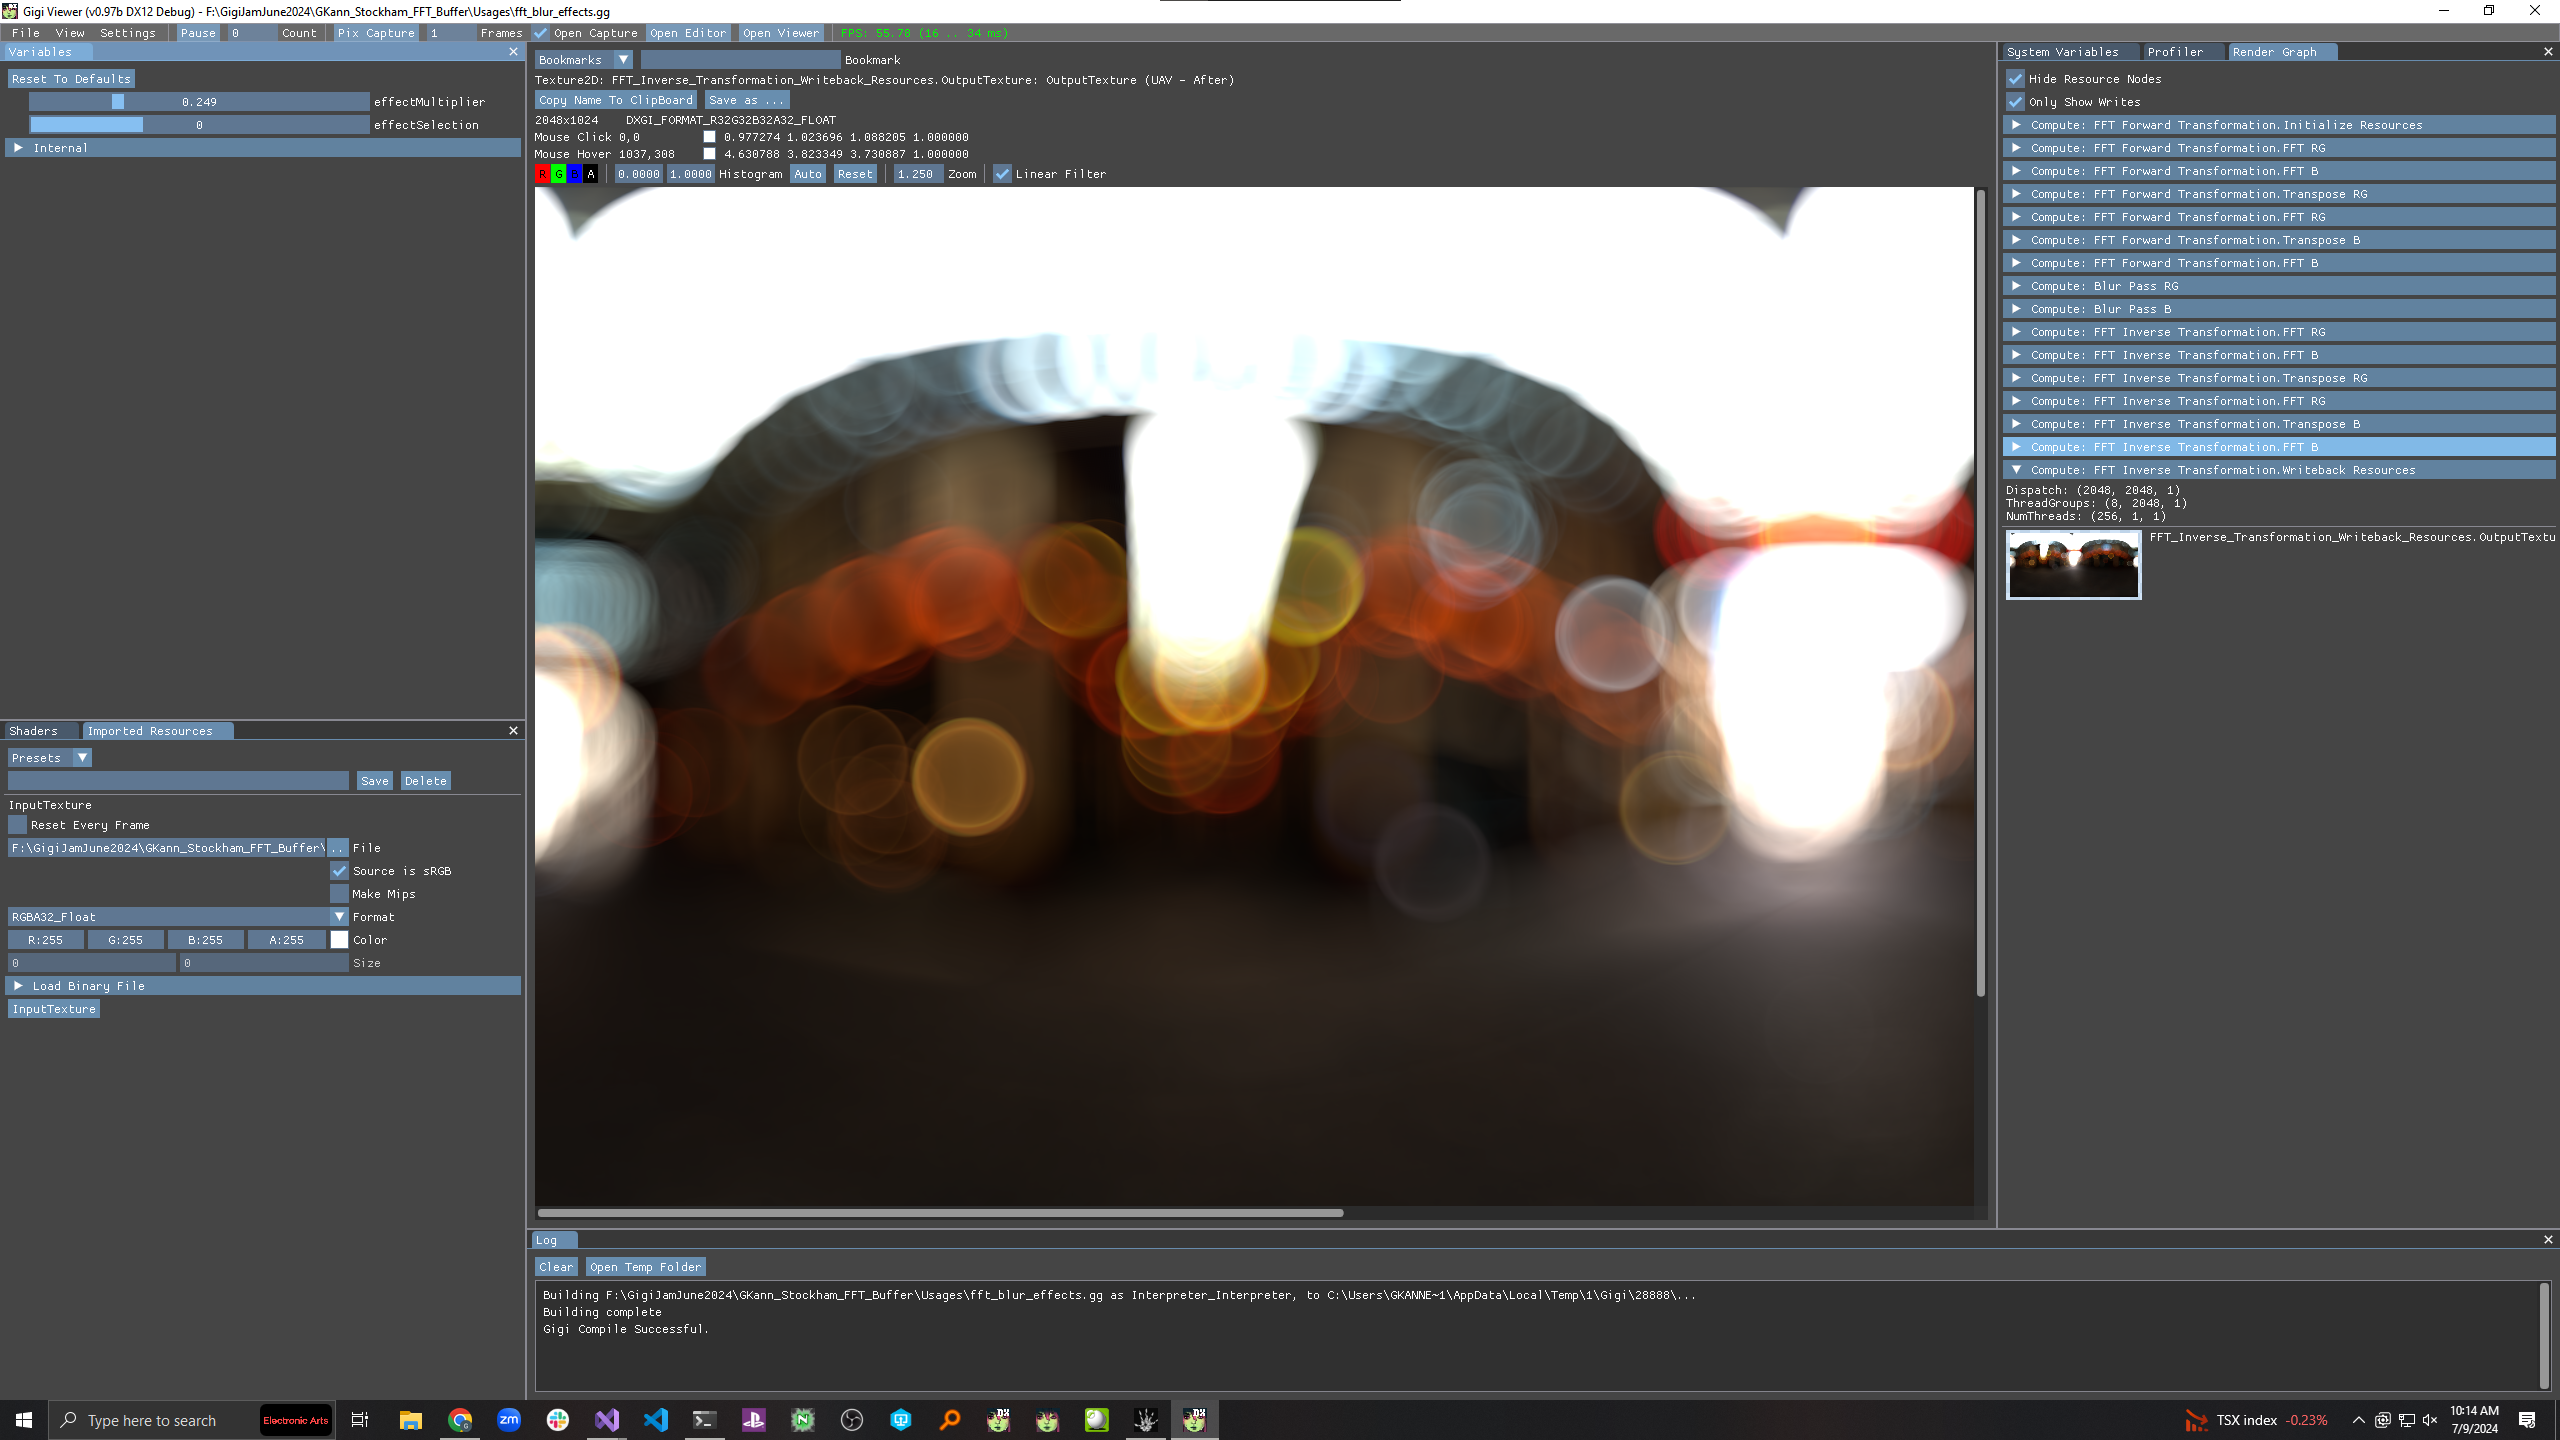 Gigi Viewer (v0.97b DX12 Debug) - F:\GigiJamJune2024\GKann_Stockham_FFT_Buffer\Usages\fft_blur_effects.gg
File View Settings Pause 0 Count Pix Capture 1 Frames Open Capture Open Editor Open Viewer FPS: 55.78 (16 .. 34 ms)
Variables
Reset To Defaults
0.249 effectMultiplier
0 effectSelection
Internal
Shaders Imported Resources
Presets
Save Delete
InputTexture
Reset Every Frame
F:\GigiJamJune2024\GKann_Stockham_FFT_Buffer\ .. File
Source is sRGB
Make Mips
RGBA32_Float Format
R:255 G:255 B:255 A:255 Color
0 0 Size
Load Binary File
InputTexture
Bookmarks Bookmark
Texture2D: FFT_Inverse_Transformation_Writeback_Resources.OutputTexture: OutputTexture (UAV - After)
Copy Name To ClipBoard Save as ...
2048x1024 DXGI_FORMAT_R32G32B32A32_FLOAT
Mouse Click 0,0 0.977274 1.023696 1.088205 1.000000
Mouse Hover 1037,308 4.630788 3.823349 3.730887 1.000000
R G B A 0.0000 1.0000 Histogram Auto Reset 1.250 Zoom Linear Filter
Log
Clear Open Temp Folder
Building F:\GigiJamJune2024\GKann_Stockham_FFT_Buffer\Usages\fft_blur_effects.gg as Interpreter_Interpreter, to C:\Users\GKANNE~1\AppData\Local\Temp\1\Gigi\28888\...
Building complete
Gigi Compile Successful.
System Variables Profiler Render Graph
Hide Resource Nodes
Only Show Writes
Compute: FFT Forward Transformation.Initialize Resources
Compute: FFT Forward Transformation.FFT RG
Compute: FFT Forward Transformation.FFT B
Compute: FFT Forward Transformation.Transpose RG
Compute: FFT Forward Transformation.FFT RG
Compute: FFT Forward Transformation.Transpose B
Compute: FFT Forward Transformation.FFT B
Compute: Blur Pass RG
Compute: Blur Pass B
Compute: FFT Inverse Transformation.FFT RG
Compute: FFT Inverse Transformation.FFT B
Compute: FFT Inverse Transformation.Transpose RG
Compute: FFT Inverse Transformation.FFT RG
Compute: FFT Inverse Transformation.Transpose B
Compute: FFT Inverse Transformation.FFT B
Compute: FFT Inverse Transformation.Writeback Resources
Dispatch: (2048, 2048, 1)
ThreadGroups: (8, 2048, 1)
NumThreads: (256, 1, 1)
FFT_Inverse_Transformation_Writeback_Resources.OutputTextu
Type here to search Electronic Arts zm DX DX TSX index -0.23% 10:14 AM
7/9/2024